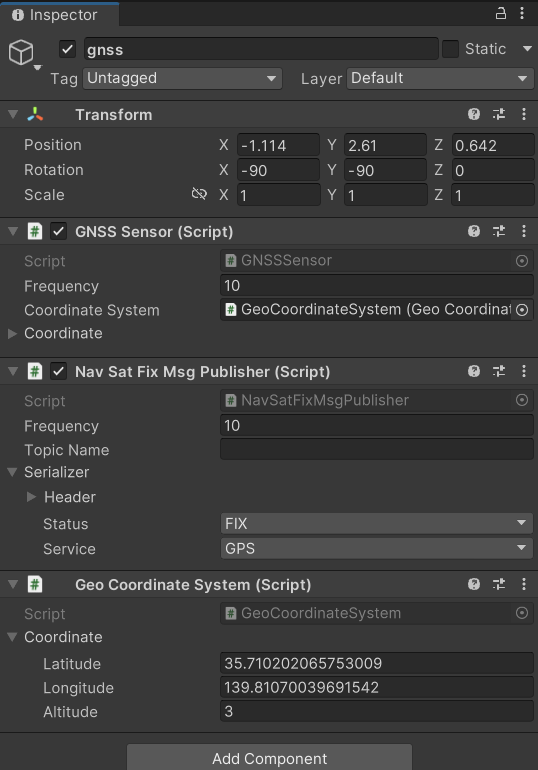 Inspector
gnss Static
Tag Untagged Layer Default
Transform
Position X -1.114 Y 2.61 Z 0.642
Rotation X -90 Y -90 Z 0
Scale X 1 Y 1 Z 1
# GNSS Sensor (Script)
Script # GNSSSensor
Frequency 10
Coordinate System # GeoCoordinateSystem (Geo Coordinat
Coordinate
# Nav Sat Fix Msg Publisher (Script)
Script # NavSatFixMsgPublisher
Frequency 10
Topic Name
Serializer
Header
Status FIX
Service GPS
# Geo Coordinate System (Script)
Script # GeoCoordinateSystem
Coordinate
Latitude 35.710202065753009
Longitude 139.81070039691542
Altitude 3
Add Component